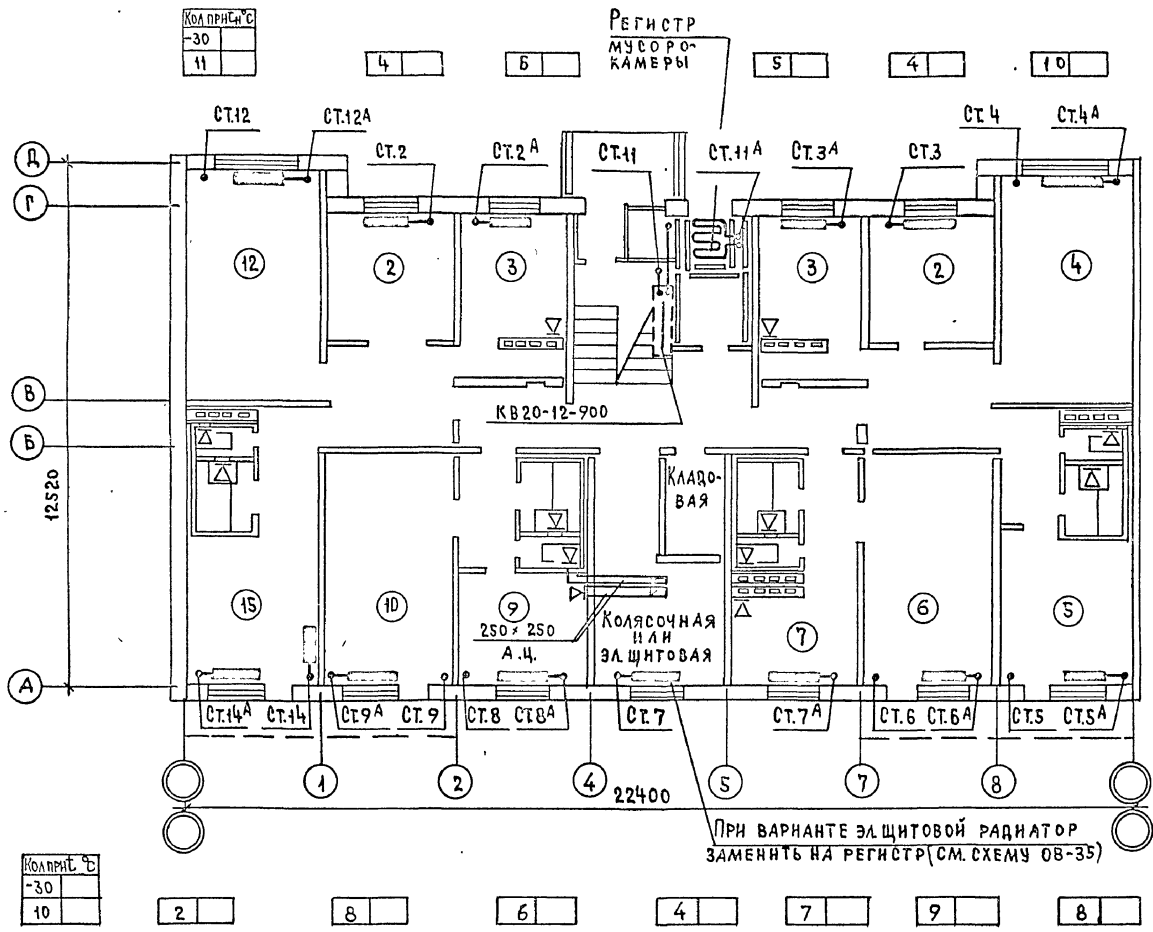 КОЛ ПРИ tН °C
-30
11
4
Б
5
4
10
РЕГИСТР
МУСОРО-
КАМЕРЫ
СТ.12
СТ.12А
СТ.2
СТ.2А
СТ.11
СТ.11А
СТ.3А
СТ.3
СТ.4
СТ.4А
Д
Г
12
2
3
3
2
4
В
КВ20-12-900
Б
12520
КЛАДО-
ВАЯ
15
10
9
250×250
А.Ц.
КОЛЯСОЧНАЯ
ИЛИ
ЭЛ.ЩИТОВАЯ
7
6
5
А
СТ.14А
СТ.14
СТ.9А
СТ.9
СТ.8
СТ.8А
СТ.7
СТ.7А
СТ.6
СТ.6А
СТ.5
СТ.5А
1
2
4
5
7
8
22400
ПРИ ВАРИАНТЕ ЭЛ.ЩИТОВОЙ РАДИАТОР
ЗАМЕНИТЬ НА РЕГИСТР (СМ. СХЕМУ ОВ-35)
КОЛ ПРИ t °C
-30
10
2
8
6
4
7
9
8